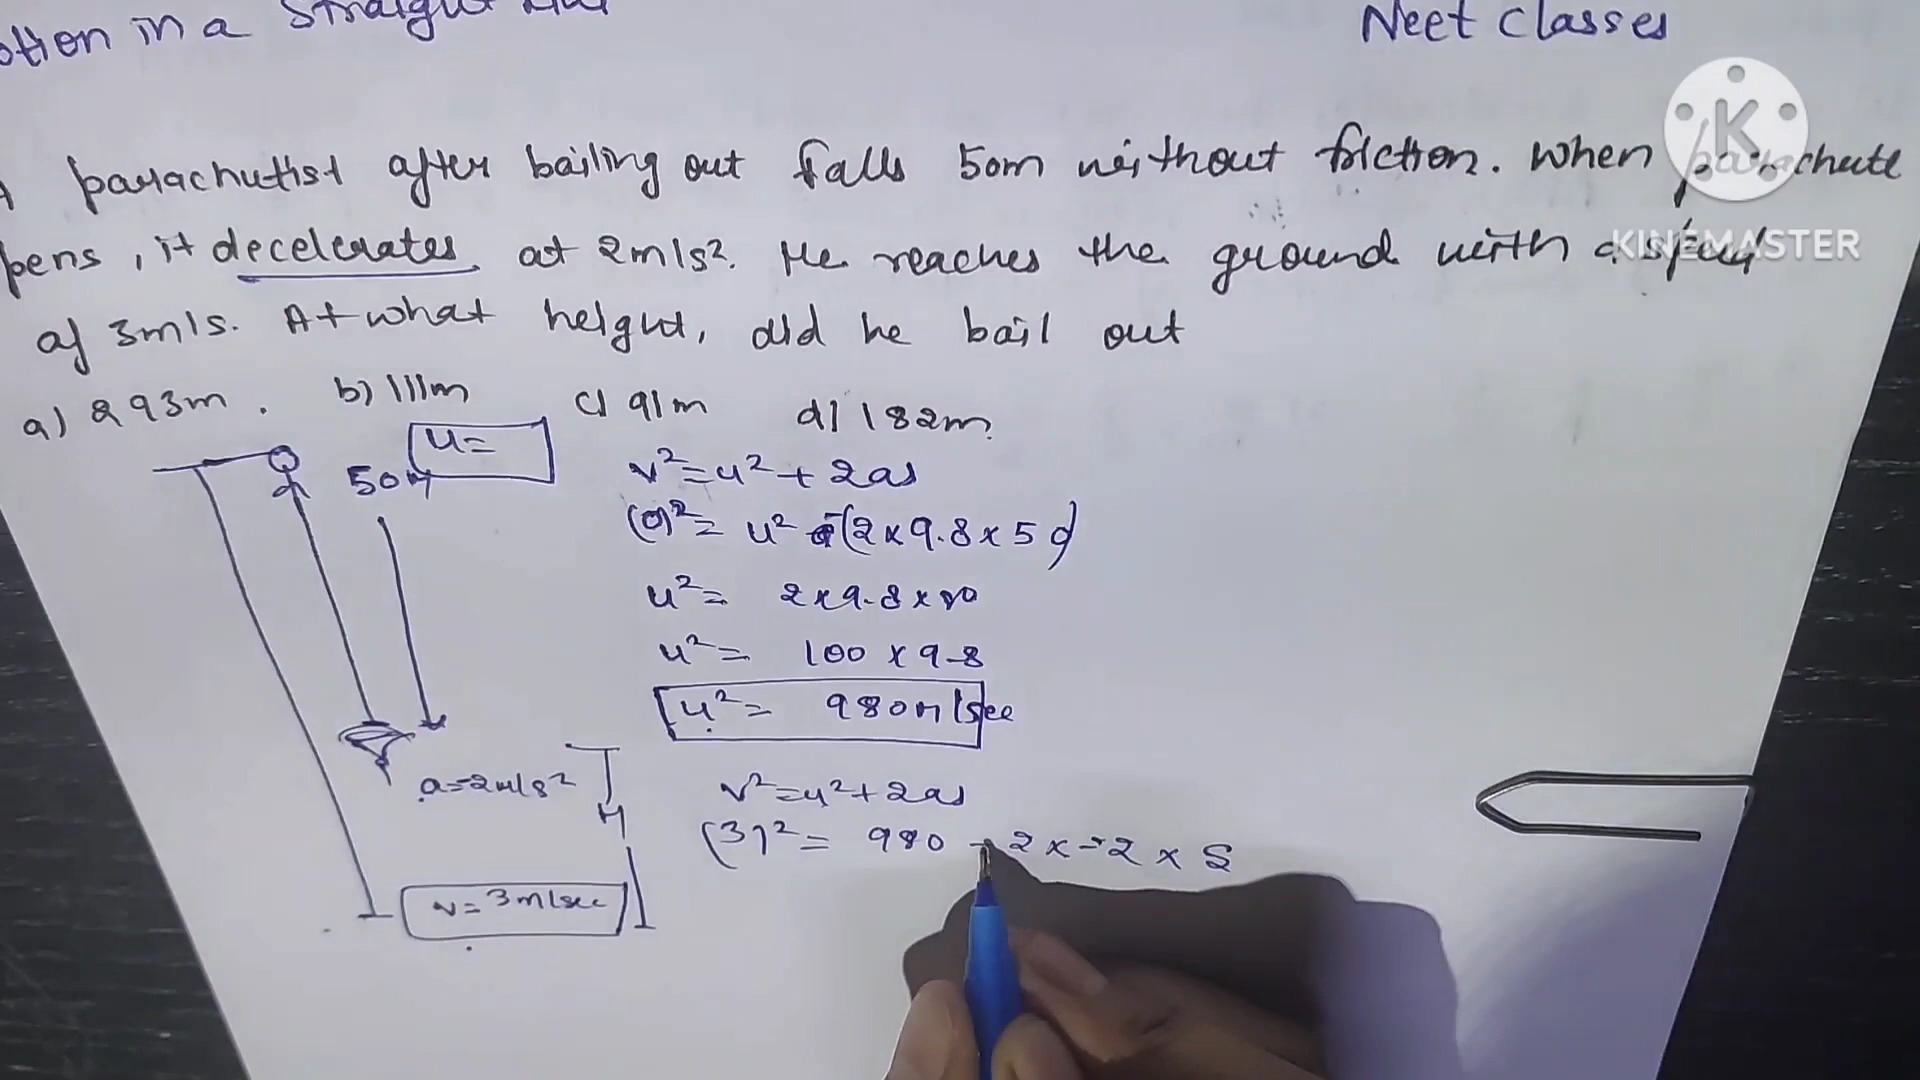 otion in a straight
Neet classes
A parachutist after bailing out falls 50m without friction. When parachute
pens, it decelerates at 2m/s². He reaches the ground with a speed
KINEMASTER
of 3m/s. At what height, did he bail out
a) 293m. b) 111m c) 91m d) 182m.
u=
50m
v²=u²+2as
(0)²= u² - (2×9.8×50)
u²= 2×9.8×50
u²= 100×9.8
u²= 980m/sec
a=2m/s²
H
v²=u²+2as
(3)²= 980 - 2×-2×S
v= 3m/sec